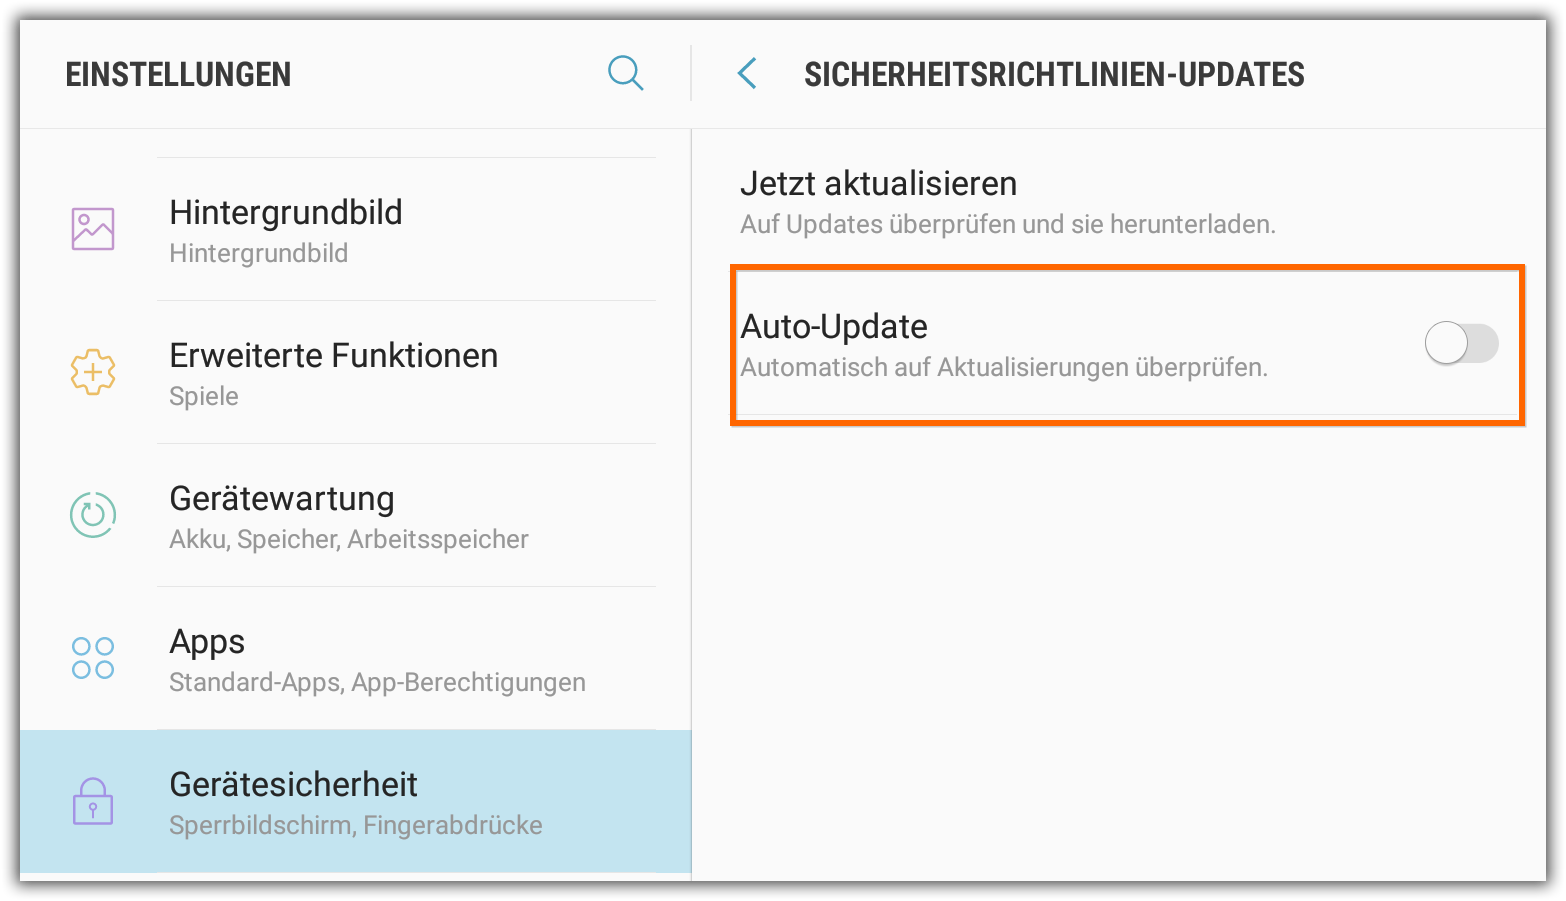 EINSTELLUNGEN
Hintergrundbild
Hintergrundbild
Erweiterte Funktionen
Spiele
Gerätewartung
Akku, Speicher, Arbeitsspeicher
Apps
Standard-Apps, App-Berechtigungen
Gerätesicherheit
Sperrbildschirm, Fingerabdrücke
SICHERHEITSRICHTLINIEN-UPDATES
Jetzt aktualisieren
Auf Updates überprüfen und sie herunterladen.
Auto-Update
Automatisch auf Aktualisierungen überprüfen.